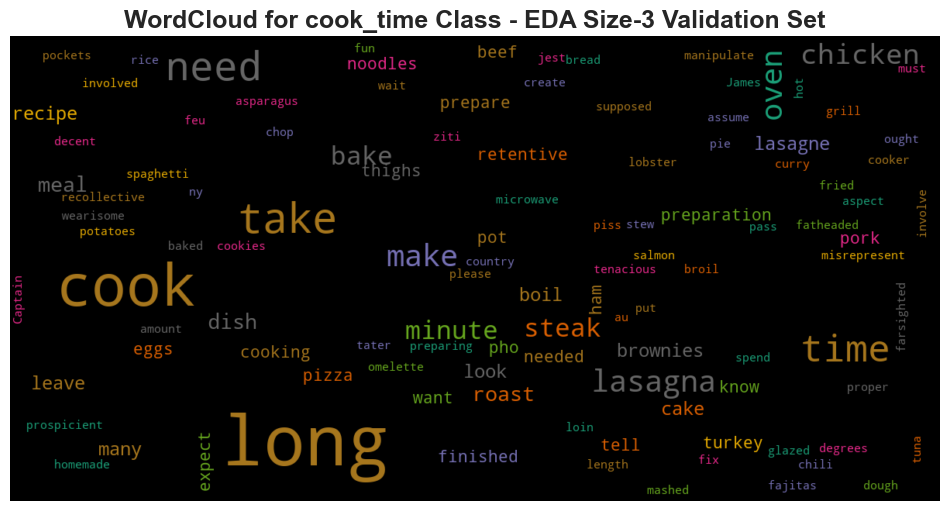 WordCloud for cook_time Class - EDA Size-3 Validation Set
pockets rice need fun noodles beef jest bread manipulate oven chicken must
involved wait create James hot
recipe asparagus prepare supposed grill
decent feu chop ziti assume pie lasagne ought
bake retentive lobster curry cooker
meal spaghetti thighs fried
recollective ny microwave aspect involve
wearisome take preparation pass fatheaded
potatoes baked cookies pot piss stew pork
make country salmon misrepresent
Captain cook please tenacious broil
boil ham put farsighted
amount dish minute steak au
eggs cooking tater preparing pho needed brownies spend time
omelette look
leave pizza want roast lasagna know proper
cake
prospicient long loin
many expect finished tell turkey glazed degrees tuna
homemade length fix chili
mashed fajitas dough